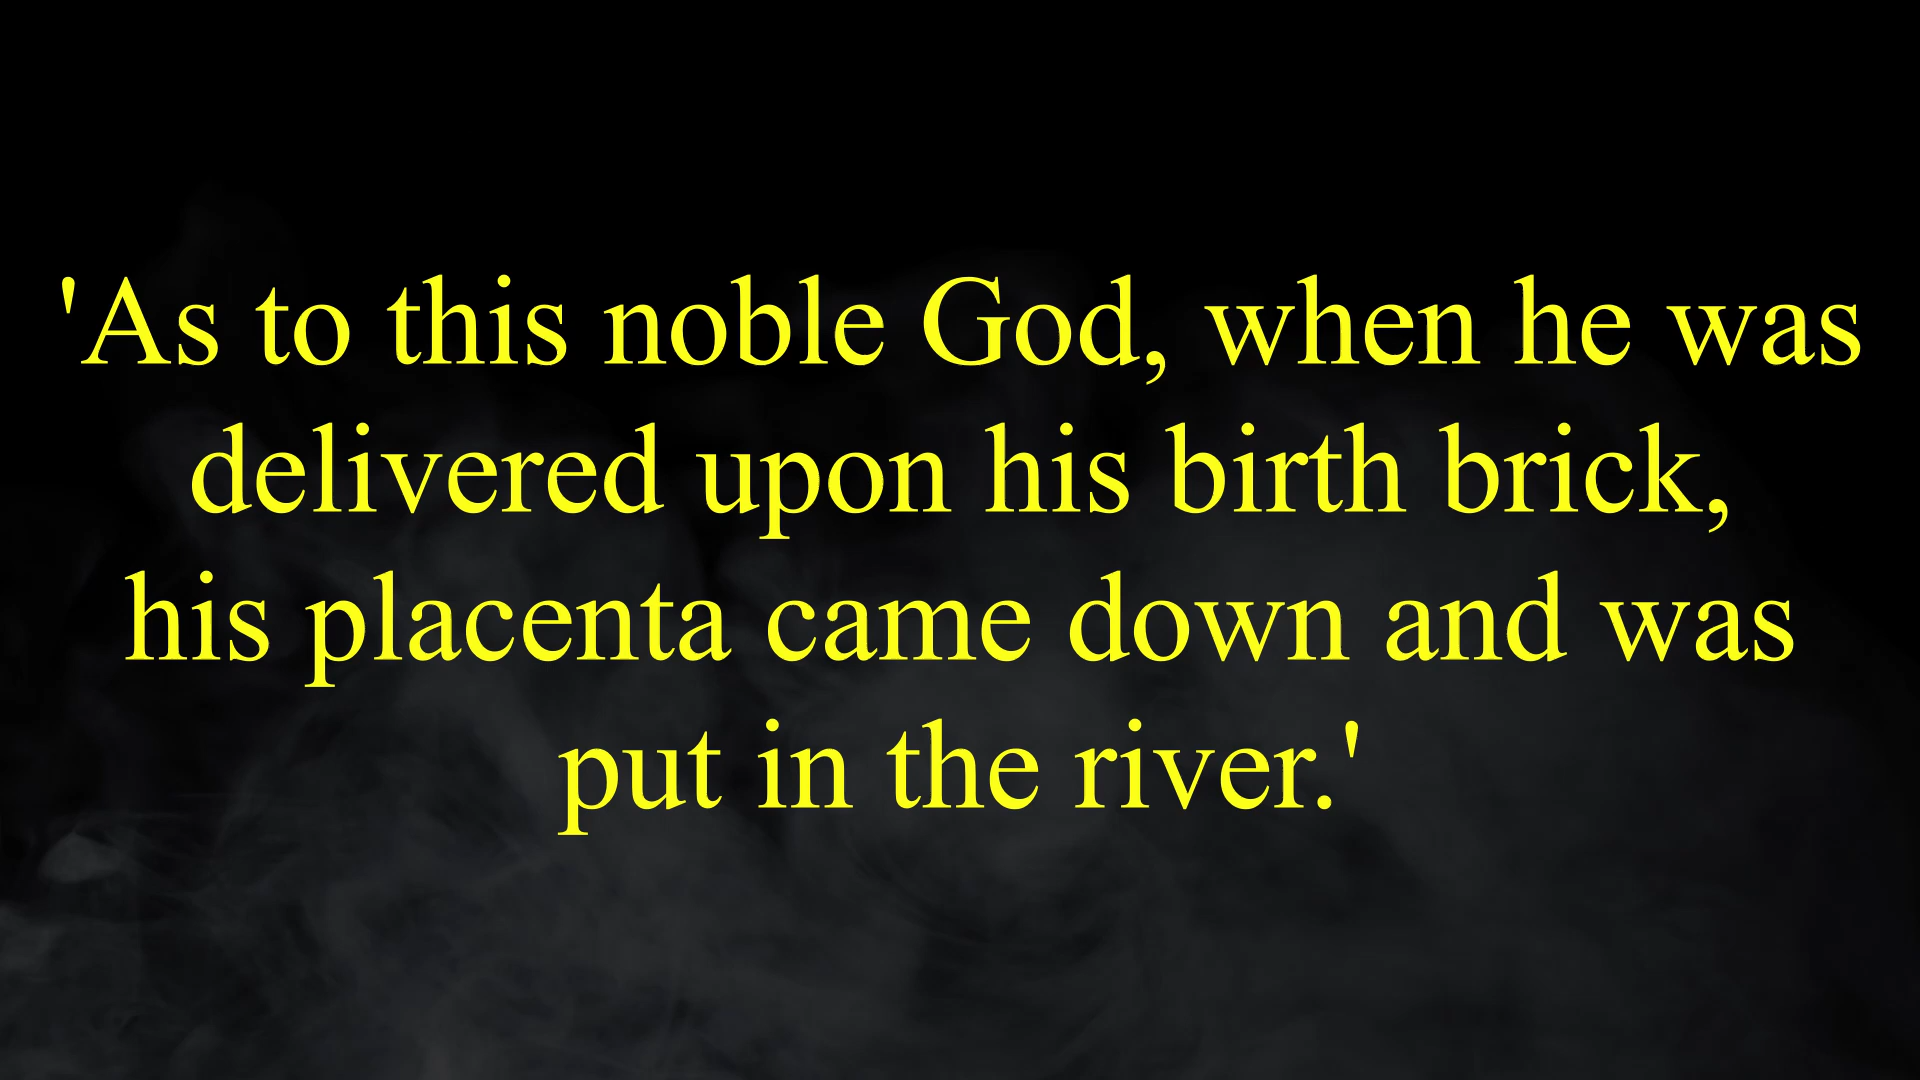 'As to this noble God, when he was
delivered upon his birth brick,
his placenta came down and was
put in the river.'